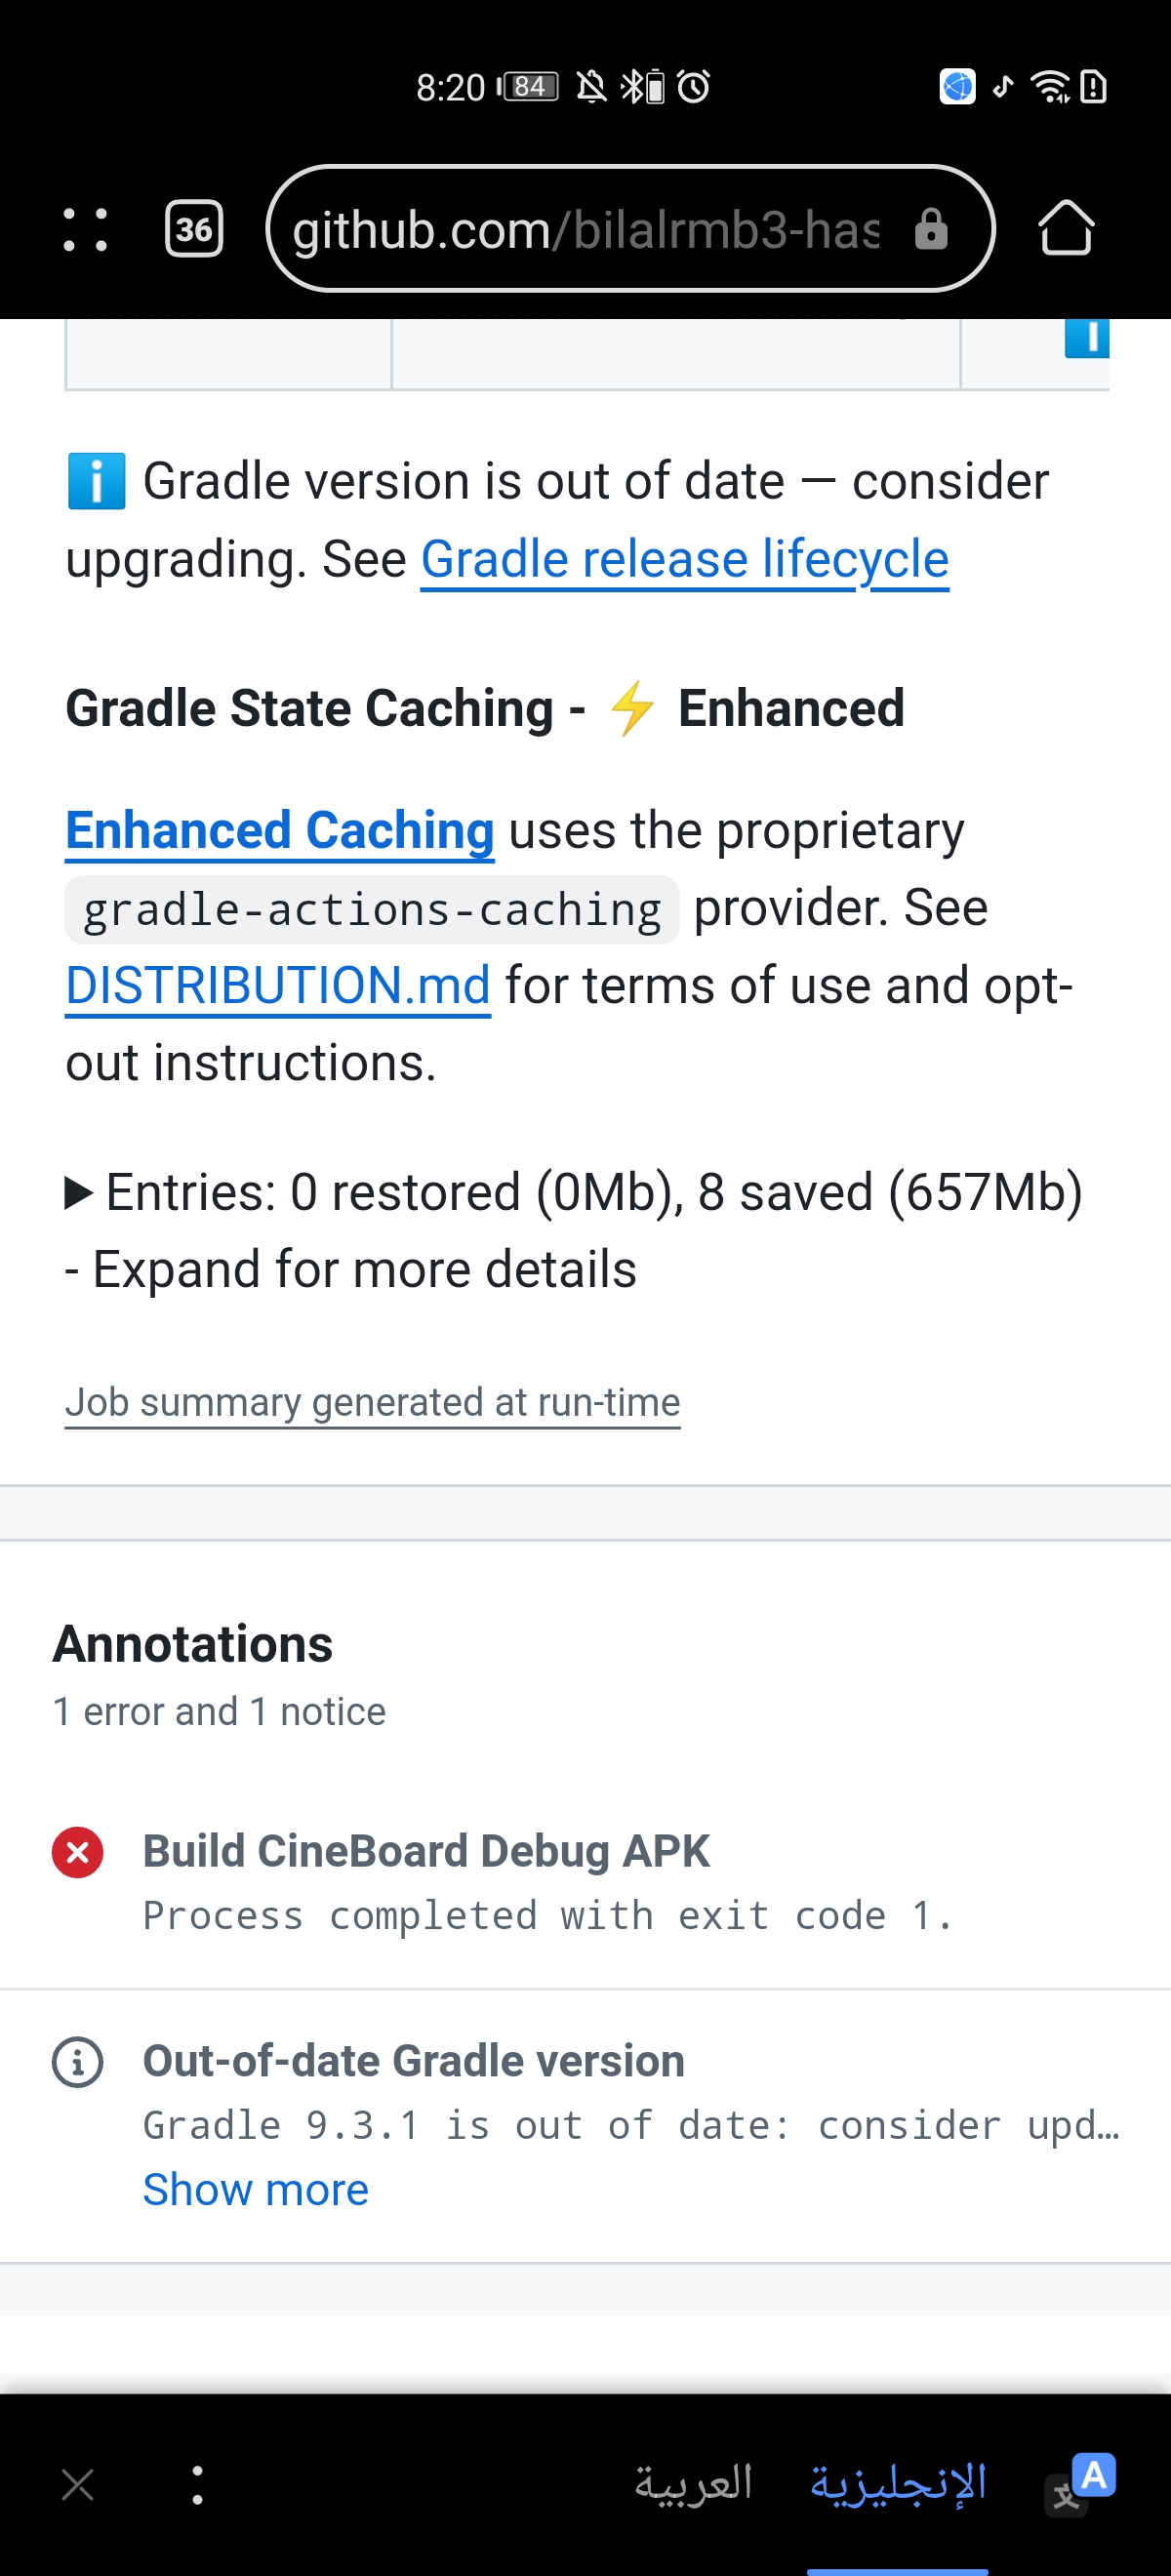 8:20 84
36 github.com/bilalrmb3-has
ℹ️ Gradle version is out of date — consider
upgrading. See Gradle release lifecycle
Gradle State Caching - ⚡ Enhanced
Enhanced Caching uses the proprietary
gradle-actions-caching provider. See
DISTRIBUTION.md for terms of use and opt-
out instructions.
▶ Entries: 0 restored (0Mb), 8 saved (657Mb)
- Expand for more details
Job summary generated at run-time
Annotations
1 error and 1 notice
Build CineBoard Debug APK
Process completed with exit code 1.
Out-of-date Gradle version
Gradle 9.3.1 is out of date: consider upd…
Show more
الإنجليزية العربية